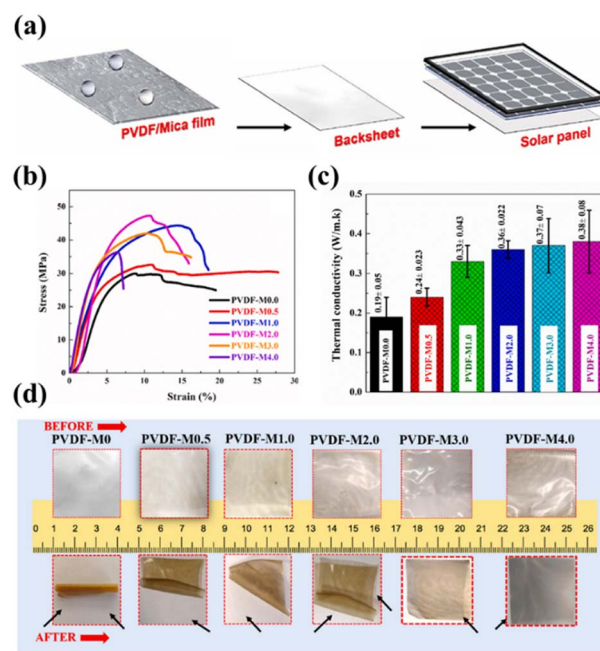 (a)
PVDF/Mica film
Backsheet
Solar panel
(b)
Stress (MPa)
50
40
30
20
10
0
0
5
10
15
20
25
Strain (%)
PVDF-M0.0
PVDF-M0.5
PVDF-M1.0
PVDF-M2.0
PVDF-M3.0
PVDF-M4.0
(c)
Thermal conductivity (W/m.k)
0.5
0.4
0.3
0.2
0.1
0.0
0.19± 0.05
0.24± 0.023
0.33± 0.043
0.36± 0.022
0.37± 0.07
0.38± 0.08
PVDF-M0.0
PVDF-M0.5
PVDF-M1.0
PVDF-M2.0
PVDF-M3.0
PVDF-M2.0
(d)
BEFORE
PVDF-M0 PVDF-M0.5 PVDF-M1.0 PVDF-M2.0 PVDF-M3.0 PVDF-M4.0
0 1 2 3 4 5 6 7 8 9 10 11 12 13 14 15 16 17 18 19 20 21 22 23 24 25 26
AFTER